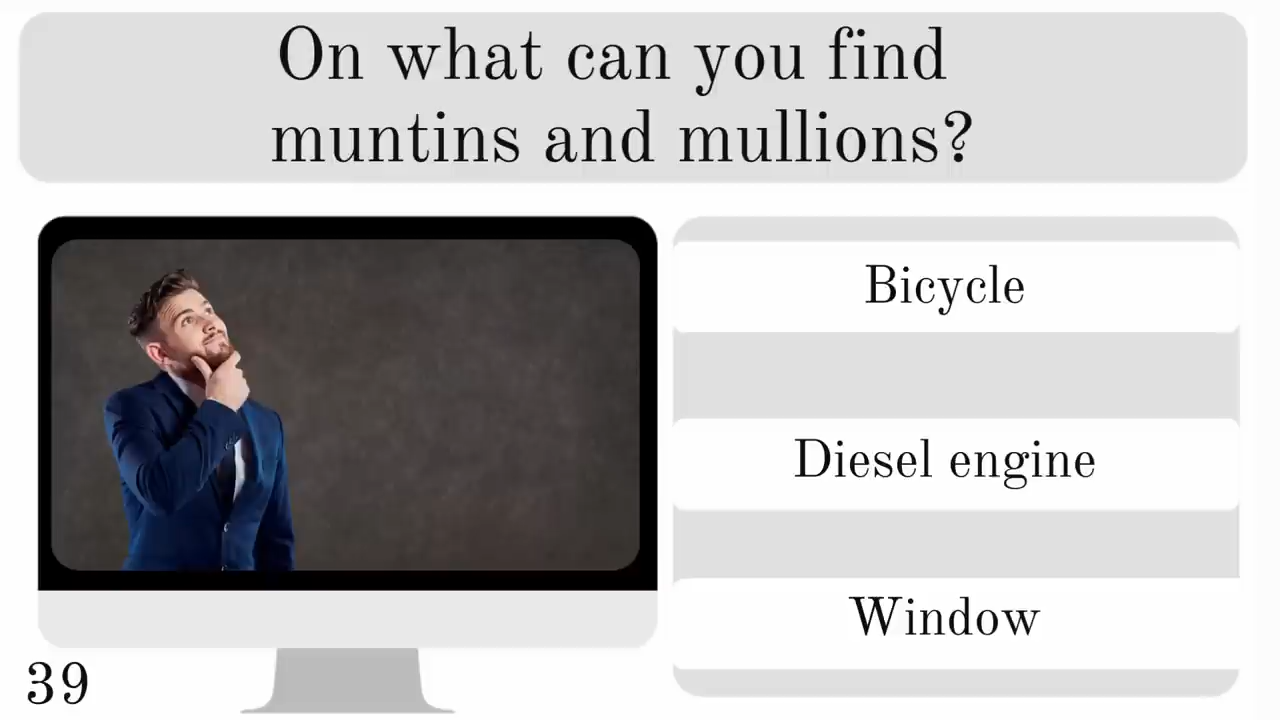 On what can you find
muntins and mullions?
Bicycle
Diesel engine
Window
39